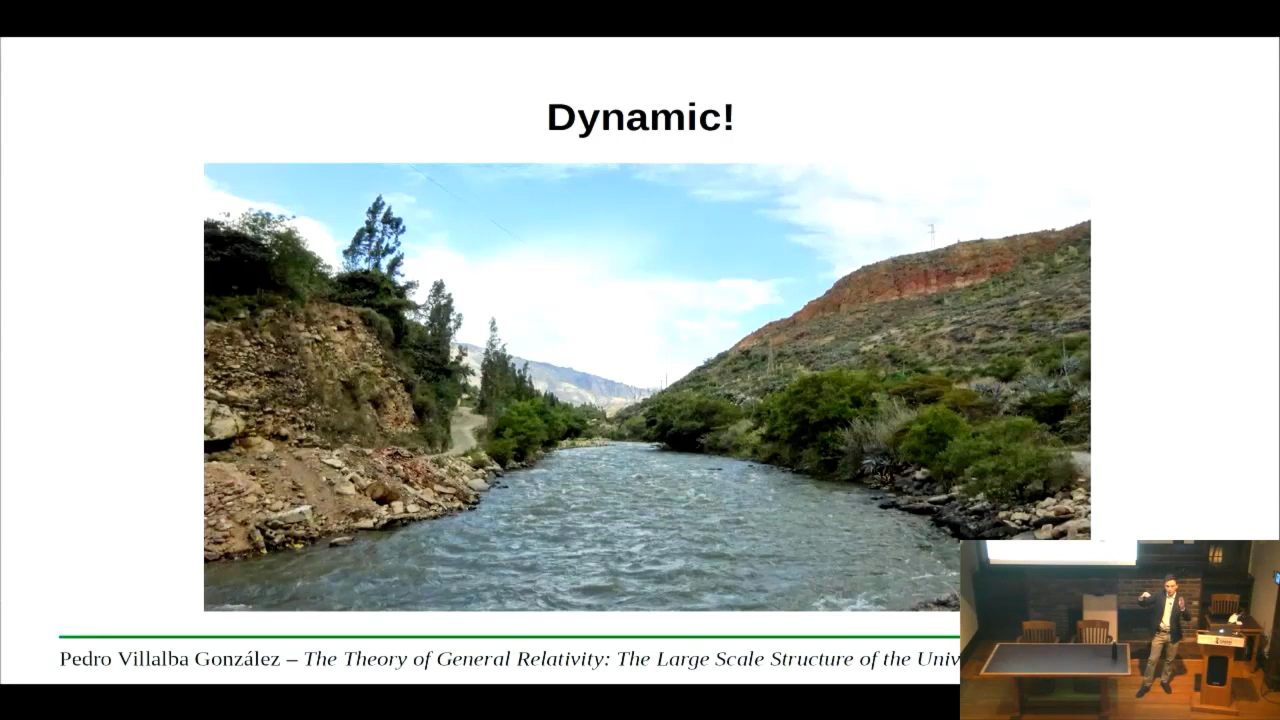 Dynamic!
Pedro Villalba González – The Theory of General Relativity: The Large Scale Structure of the Univ